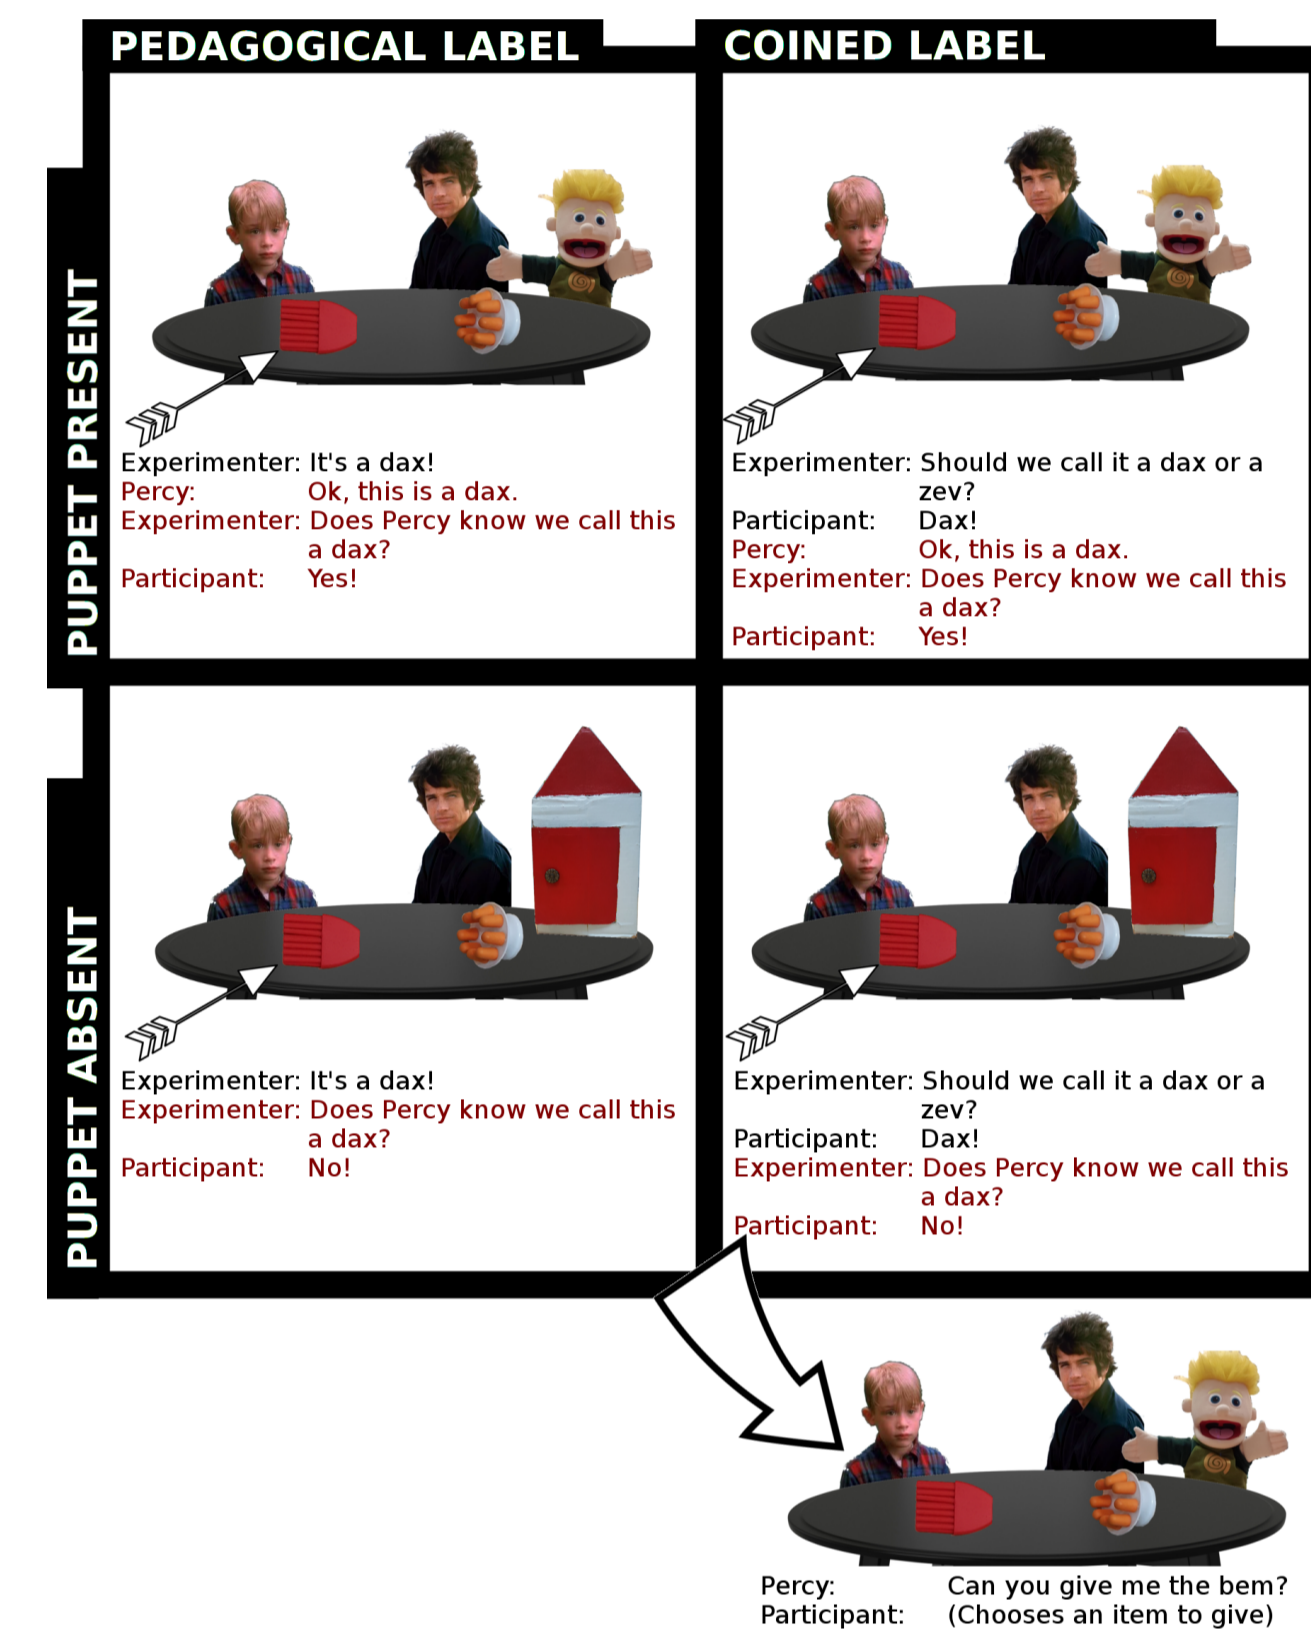 PEDAGOGICAL LABEL
COINED LABEL
PUPPET PRESENT
Experimenter: It's a dax!
Percy: Ok, this is a dax.
Experimenter: Does Percy know we call this
a dax?
Participant: Yes!
Experimenter: Should we call it a dax or a
zev?
Participant: Dax!
Percy: Ok, this is a dax.
Experimenter: Does Percy know we call this
a dax?
Participant: Yes!
PUPPET ABSENT
Experimenter: It's a dax!
Experimenter: Does Percy know we call this
a dax?
Participant: No!
Experimenter: Should we call it a dax or a
zev?
Participant: Dax!
Experimenter: Does Percy know we call this
a dax?
Participant: No!
Percy: Can you give me the bem?
Participant: (Chooses an item to give)